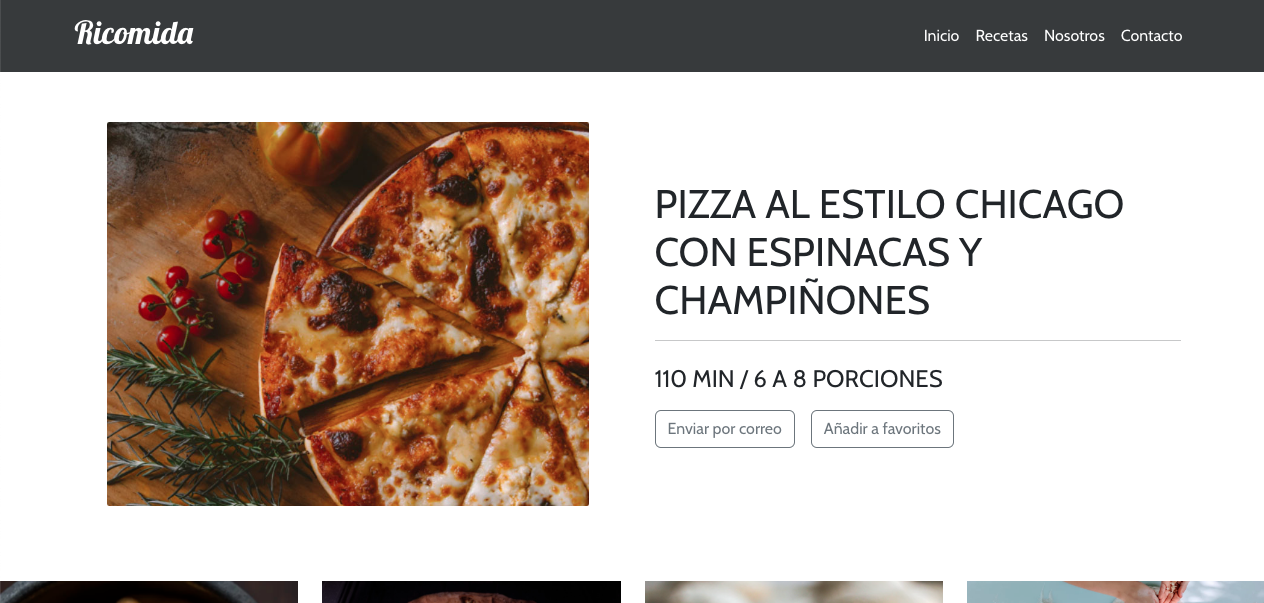 Ricomida
Inicio Recetas Nosotros Contacto
PIZZA AL ESTILO CHICAGO
CON ESPINACAS Y
CHAMPIÑONES
110 MIN / 6 A 8 PORCIONES
Enviar por correo Añadir a favoritos